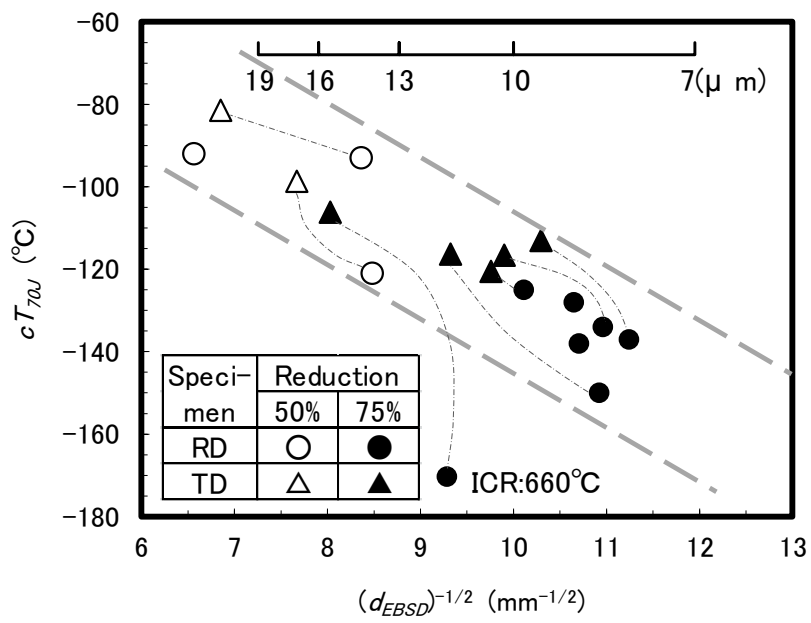 -60
-80
-100
-120
-140
-160
-180
cT70J (℃)
19 16 13 10 7(μ m)
Speci-
men
Reduction
50% 75%
RD
TD
ICR:660℃
6 7 8 9 10 11 12 13
(dEBSD)-1/2 (mm-1/2)